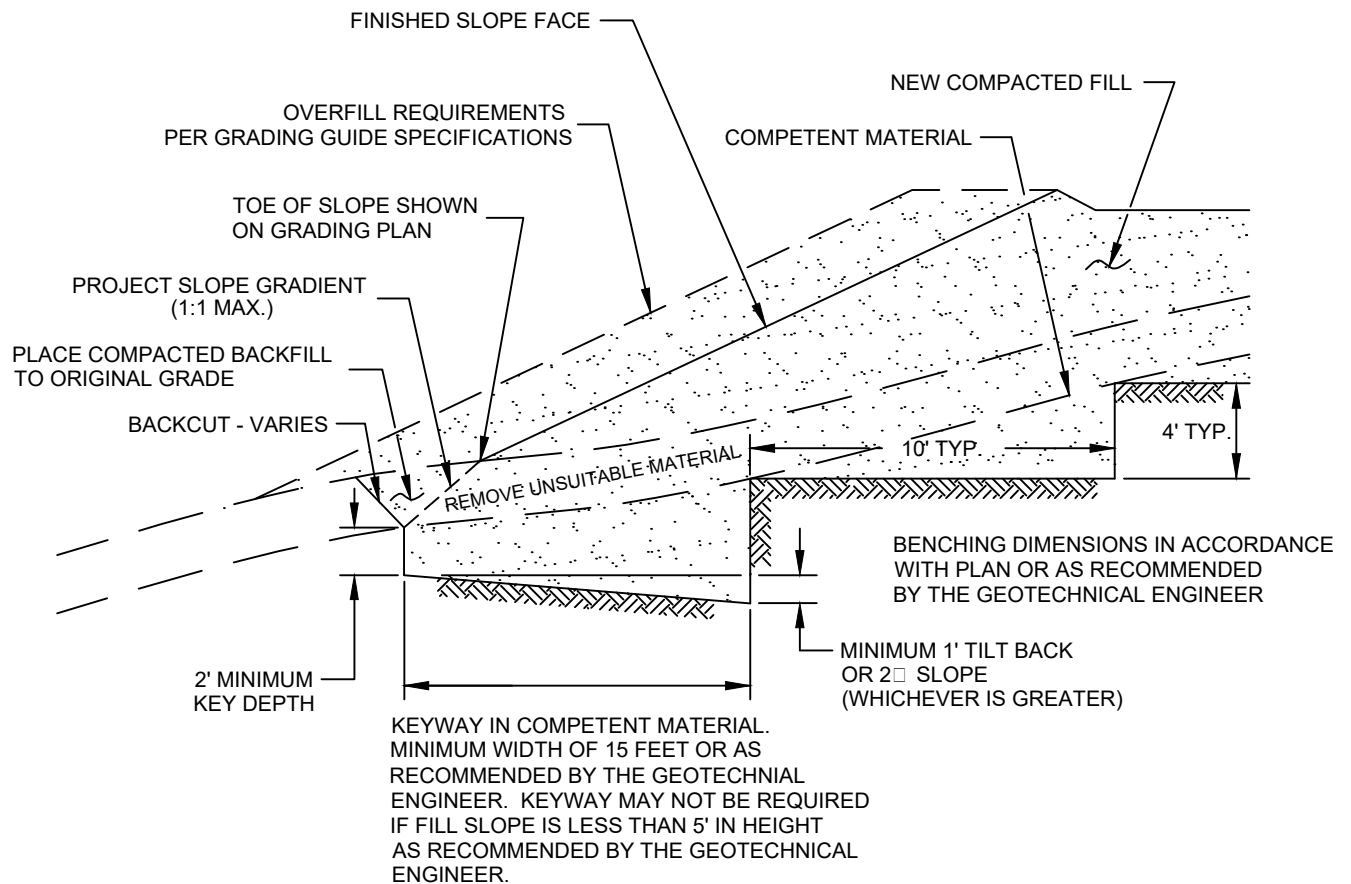 FINISHED SLOPE FACE
NEW COMPACTED FILL
OVERFILL REQUIREMENTS
PER GRADING GUIDE SPECIFICATIONS
COMPETENT MATERIAL
TOE OF SLOPE SHOWN
ON GRADING PLAN
PROJECT SLOPE GRADIENT
(1:1 MAX.)
PLACE COMPACTED BACKFILL
TO ORIGINAL GRADE
BACKCUT - VARIES
REMOVE UNSUITABLE MATERIAL
10' TYP.
4' TYP.
BENCHING DIMENSIONS IN ACCORDANCE
WITH PLAN OR AS RECOMMENDED
BY THE GEOTECHNICAL ENGINEER
2' MINIMUM
KEY DEPTH
MINIMUM 1' TILT BACK
OR 2□ SLOPE
(WHICHEVER IS GREATER)
KEYWAY IN COMPETENT MATERIAL.
MINIMUM WIDTH OF 15 FEET OR AS
RECOMMENDED BY THE GEOTECHNIAL
ENGINEER. KEYWAY MAY NOT BE REQUIRED
IF FILL SLOPE IS LESS THAN 5' IN HEIGHT
AS RECOMMENDED BY THE GEOTECHNICAL
ENGINEER.